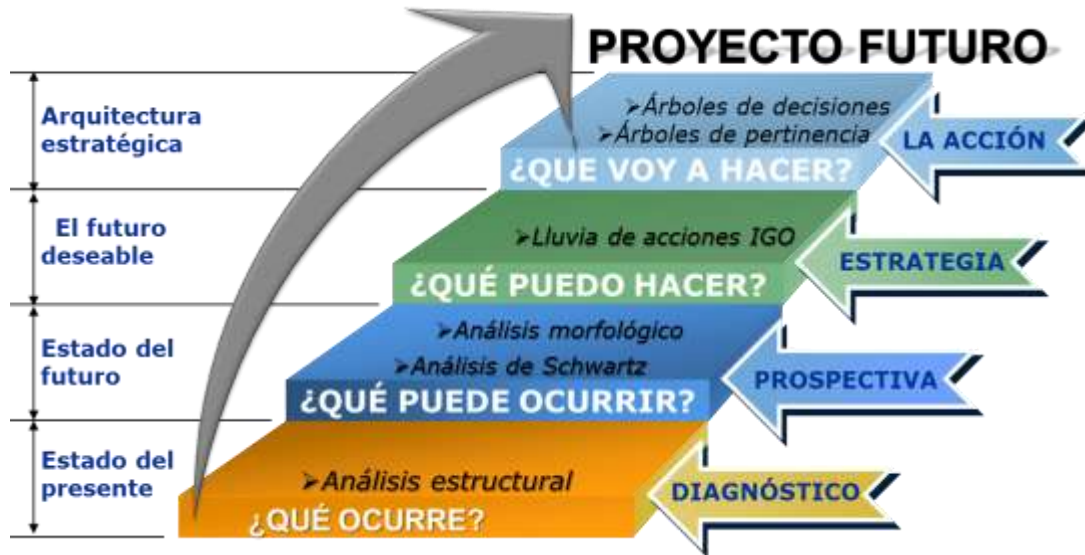 PROYECTO FUTURO
Arquitectura
estratégica
➢Árboles de decisiones
➢Árboles de pertinencia
¿QUE VOY A HACER?
LA ACCIÓN
El futuro
deseable
➢Lluvia de acciones IGO
¿QUÉ PUEDO HACER?
ESTRATEGIA
Estado del
futuro
➢Análisis morfológico
➢Análisis de Schwartz
¿QUÉ PUEDE OCURRIR?
PROSPECTIVA
Estado del
presente
➢Análisis estructural
¿QUÉ OCURRE?
DIAGNÓSTICO